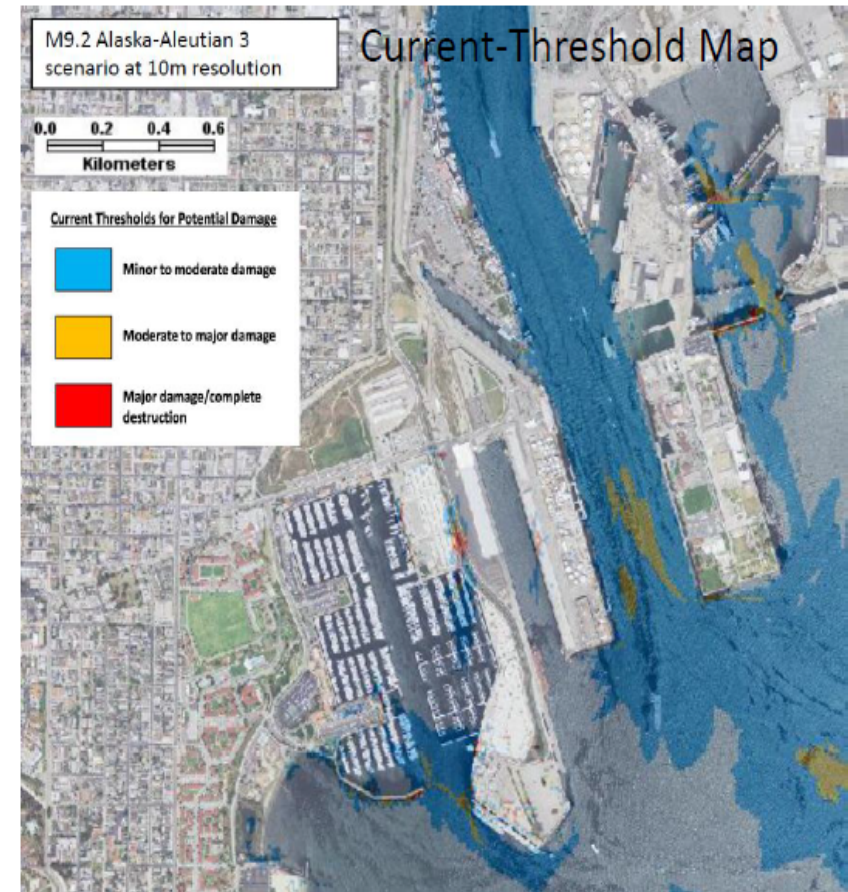 M9.2 Alaska-Aleutian 3
scenario at 10m resolution
Current-Threshold Map
0.0 0.2 0.4 0.6
Kilometers
Current Thresholds for Potential Damage
Minor to moderate damage
Moderate to major damage
Major damage/complete
destruction